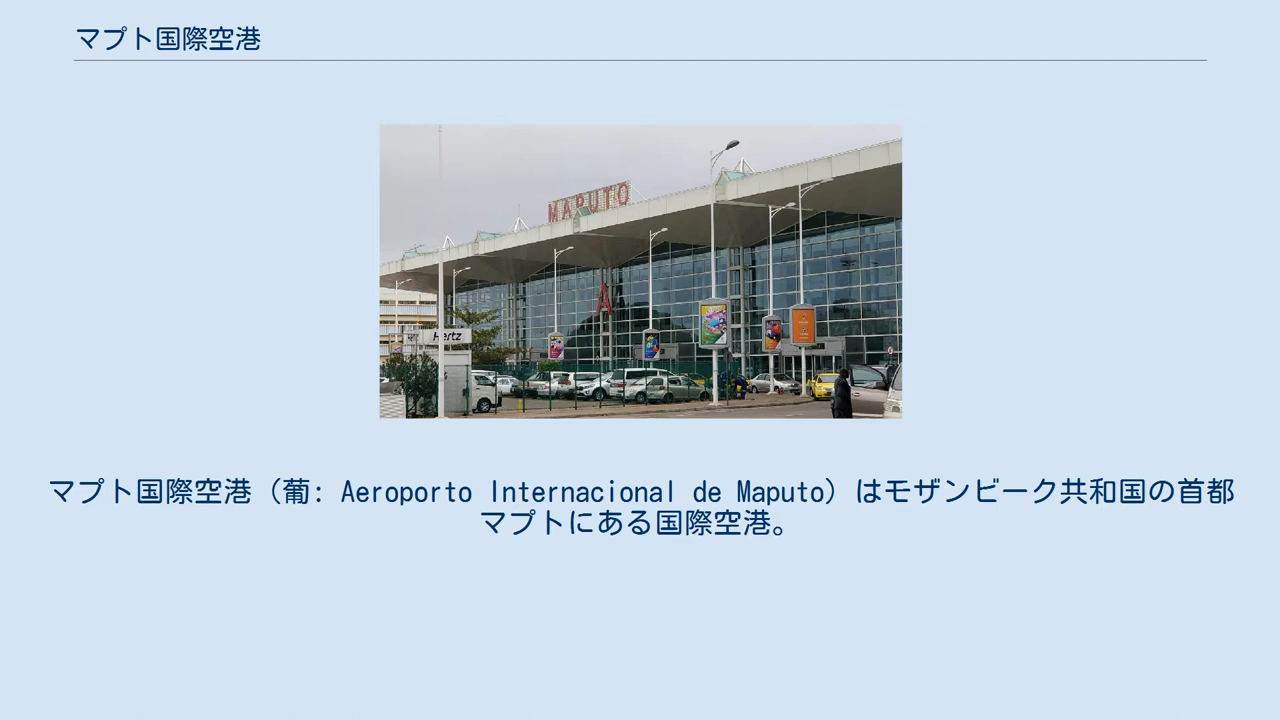 マプト国際空港
MAPUTO
A
Hertz
マプト国際空港（葡: Aeroporto Internacional de Maputo）はモザンビーク共和国の首都
マプトにある国際空港。